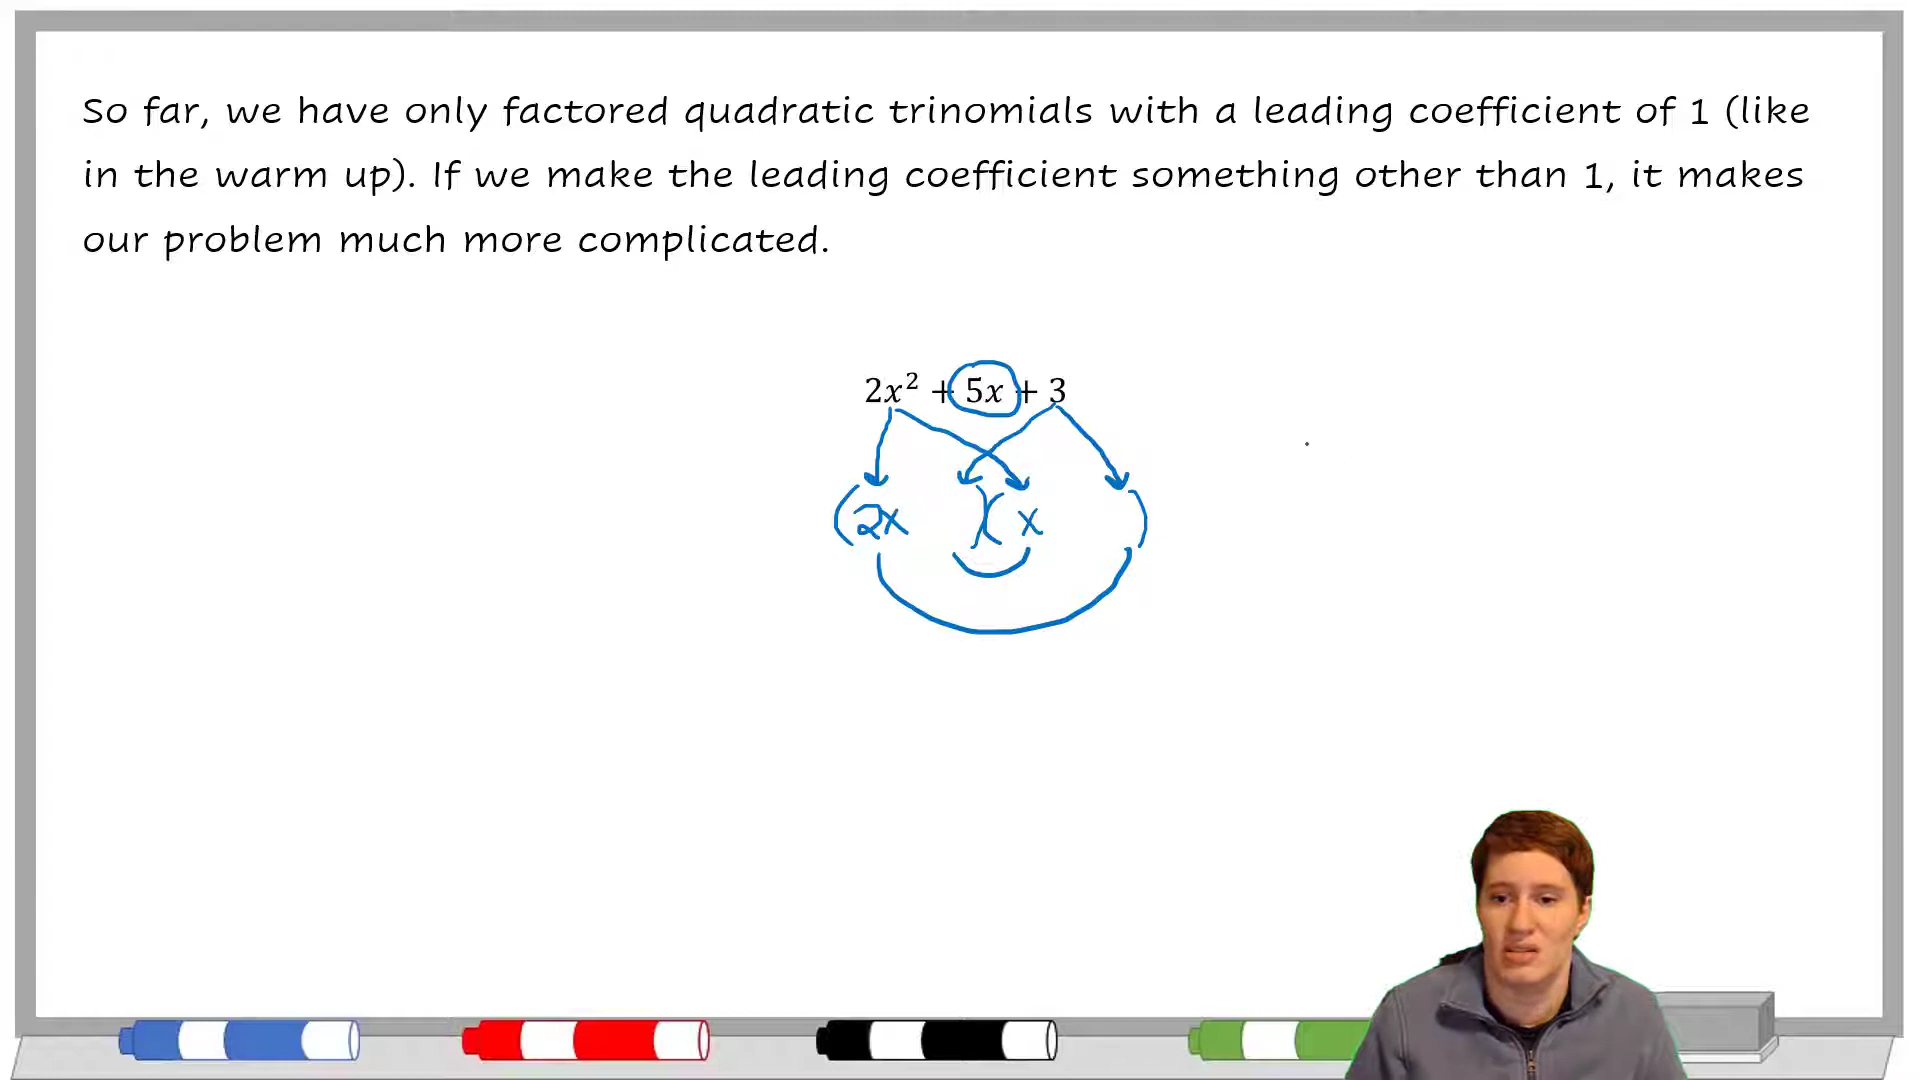 So far, we have only factored quadratic trinomials with a leading coefficient of 1 (like
in the warm up). If we make the leading coefficient something other than 1, it makes
our problem much more complicated.
2x² + 5x + 3
(2x )(x )